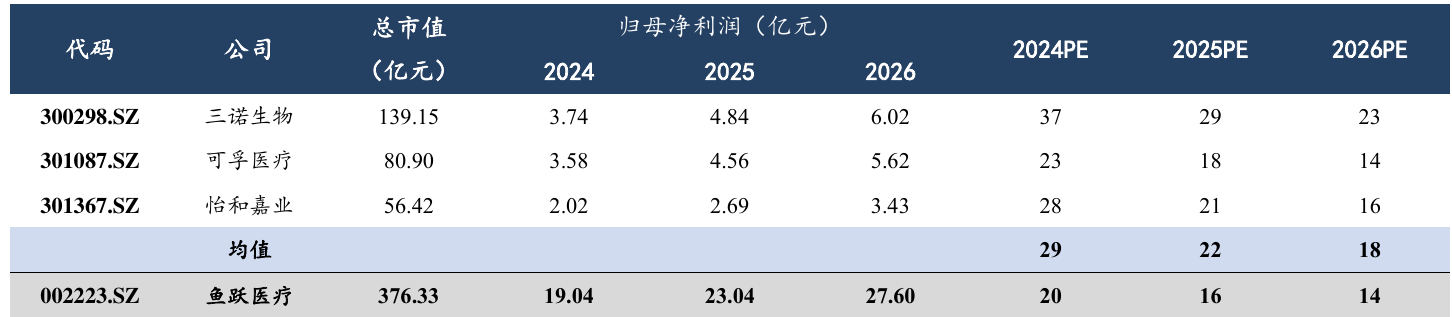 代码 公司 总市值（亿元） 归母净利润（亿元） 2024PE 2025PE 2026PE
2024 2025 2026
300298.SZ 三诺生物 139.15 3.74 4.84 6.02 37 29 23
301087.SZ 可孚医疗 80.90 3.58 4.56 5.62 23 18 14
301367.SZ 怡和嘉业 56.42 2.02 2.69 3.43 28 21 16
均值 29 22 18
002223.SZ 鱼跃医疗 376.33 19.04 23.04 27.60 20 16 14